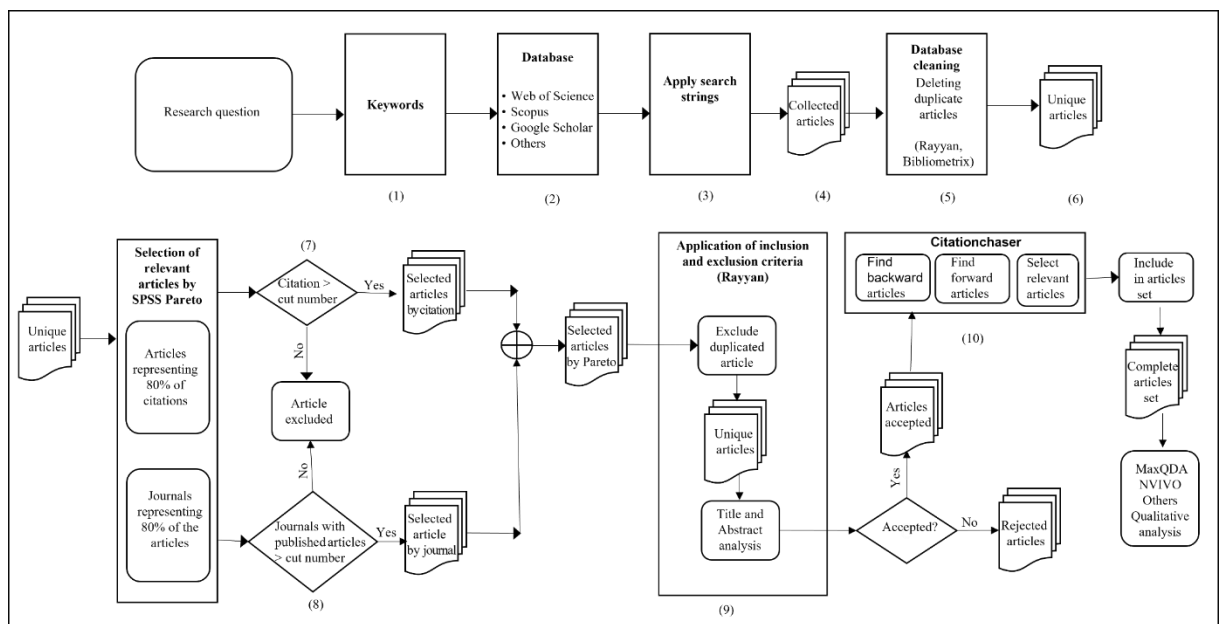 Research question
Keywords
(1)
Database
• Web of Science
• Scopus
• Google Scholar
• Others
(2)
Apply search
strings
(3)
Collected
articles
(4)
Database
cleaning
Deleting
duplicate
articles
(Rayyan,
Bibliometrix)
(5)
Unique
articles
(6)
Unique
articles
Selection of
relevant
articles by
SPSS Pareto
Articles
representing
80% of
citations
Journals
representing
80% of the
articles
(7)
Citation >
cut number
Yes
No
Selected
articles
bycitation
Article
excluded
No
Journals with
published articles
> cut number
Yes
(8)
Selected
article
by journal
Selected
articles
by Pareto
Application of inclusion
and exclusion criteria
(Rayyan)
Exclude
duplicated
article
Unique
articles
Title and
Abstract
analysis
(9)
Accepted?
Yes
No
Articles
accepted
Rejected
articles
Citationchaser
Find
backward
articles
Find
forward
articles
Select
relevant
articles
(10)
Include
in articles
set
Complete
articles
set
MaxQDA
NVIVO
Others
Qualitative
analysis